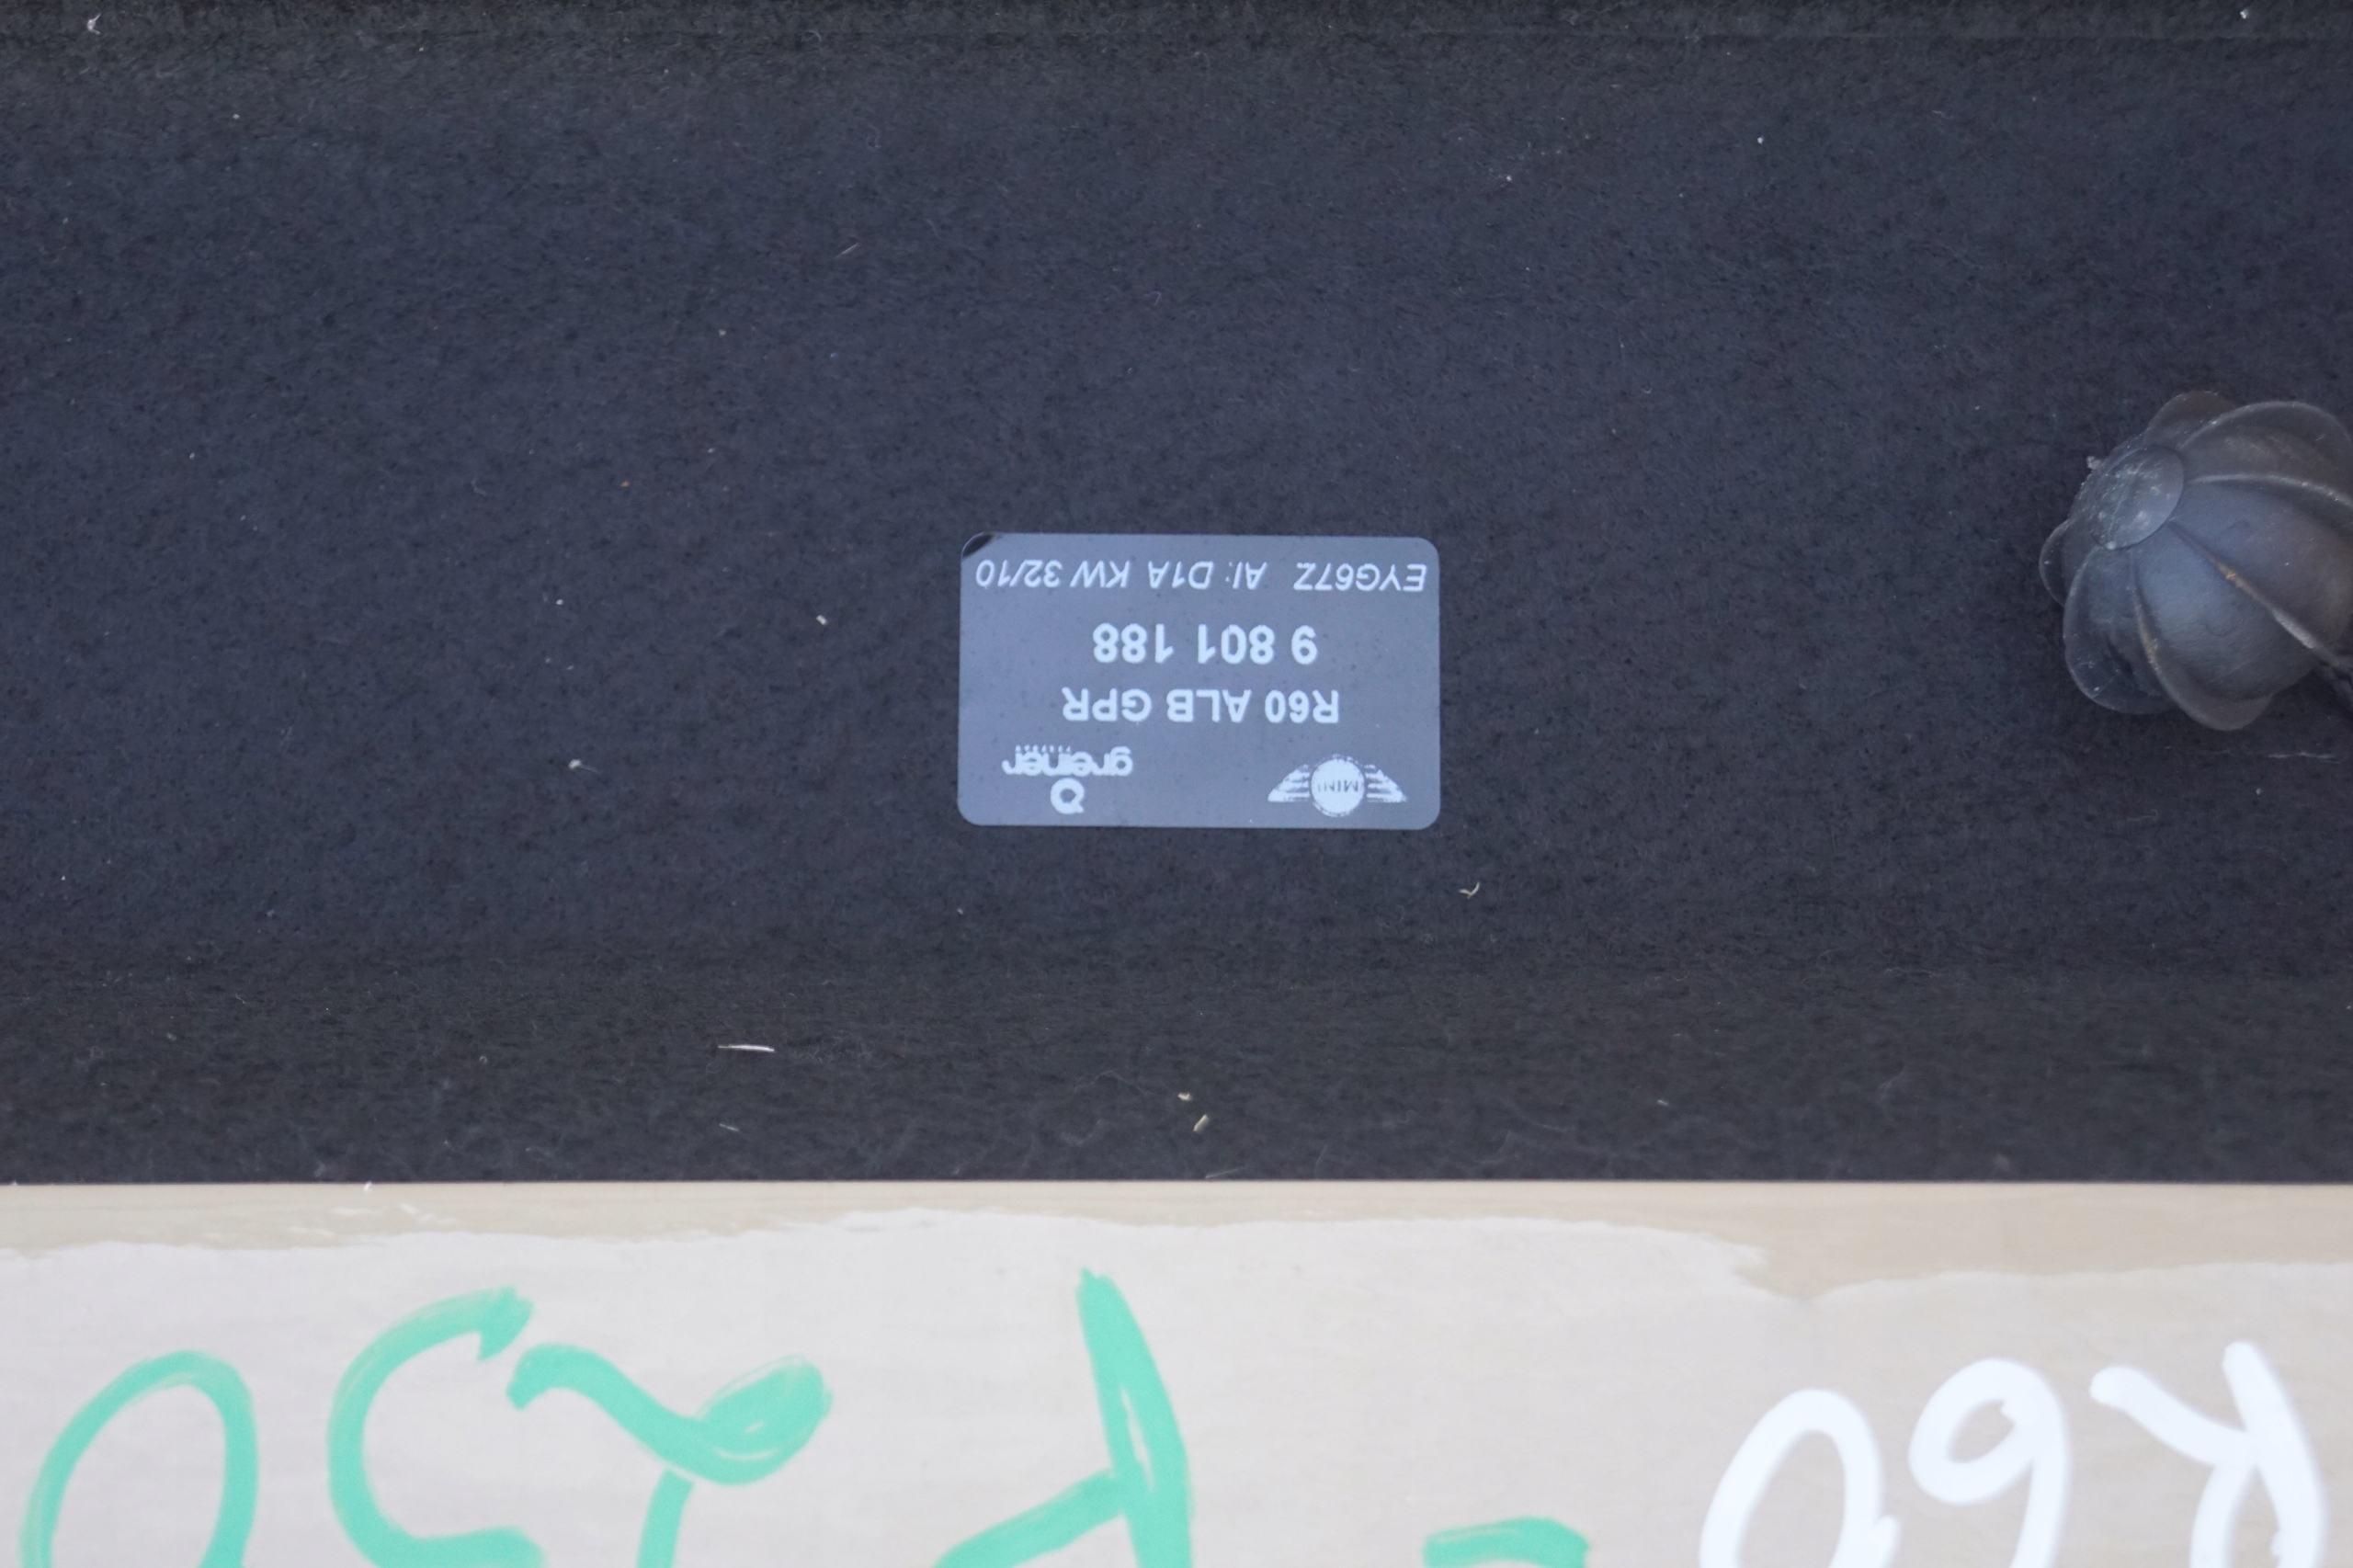 MINI greiner
R60 ALB GPR
9 801 188
EYG67Z AI: D1A KW 32/10
R60